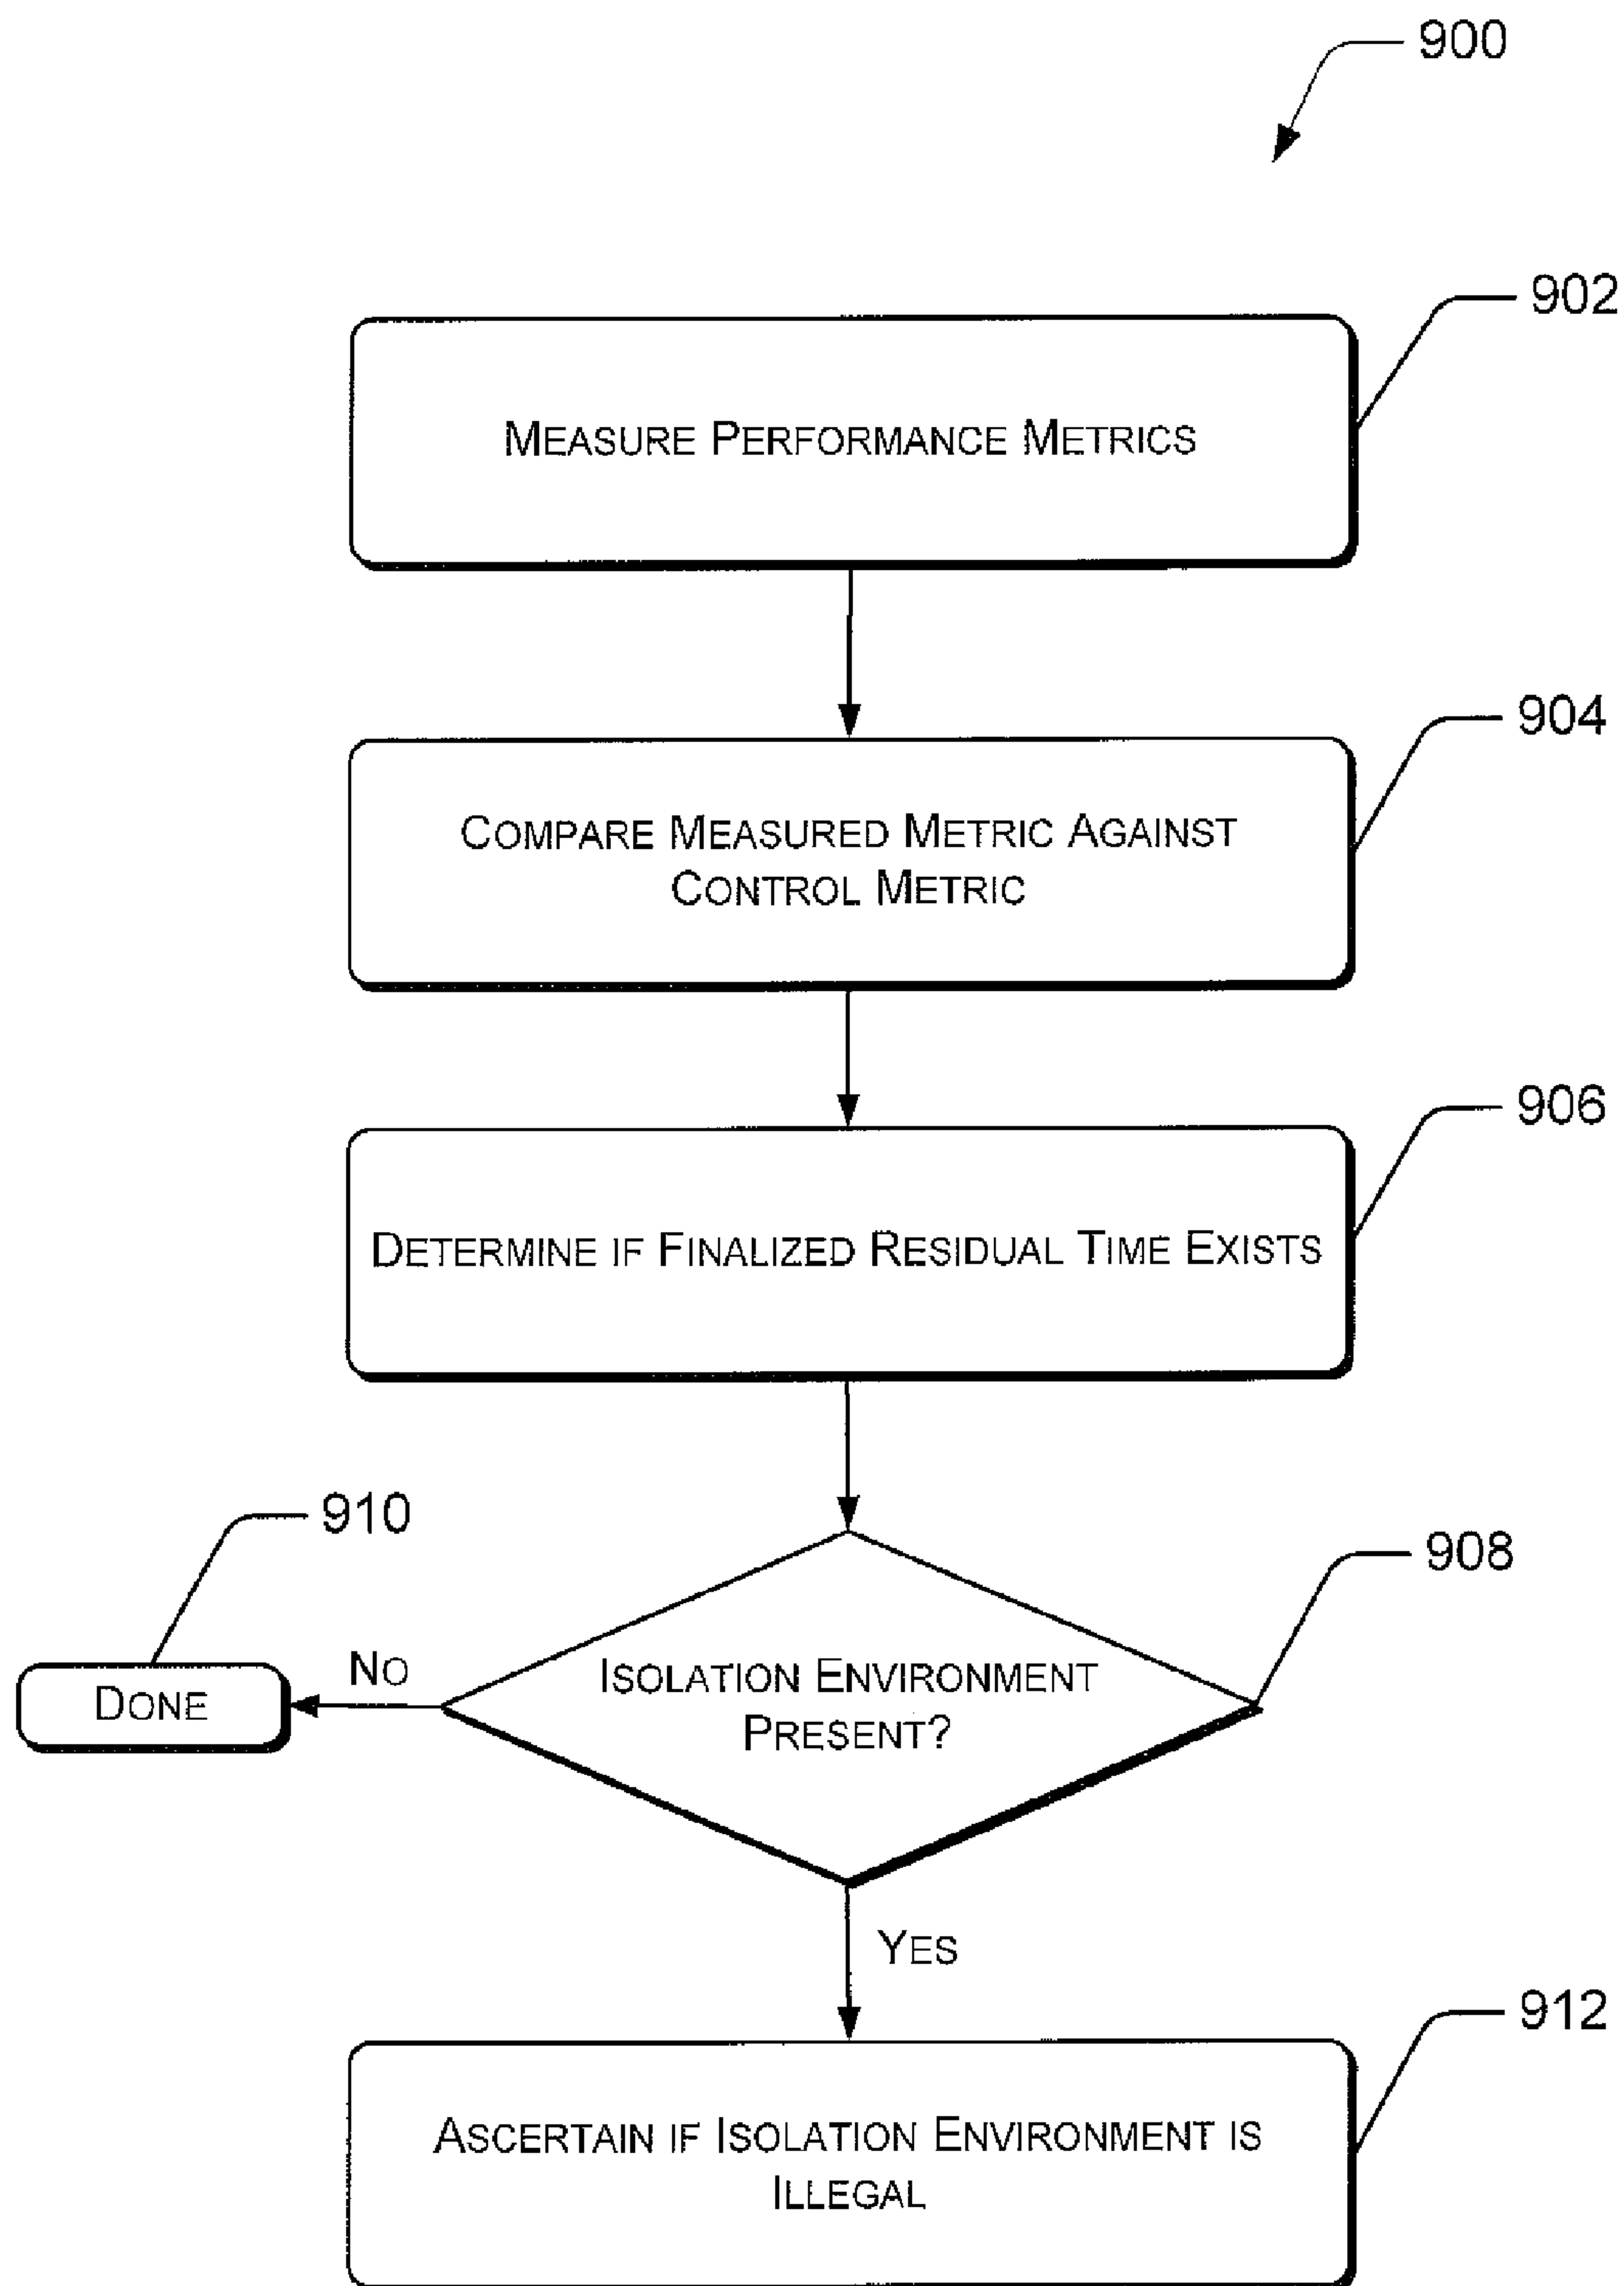 900
902
MEASURE PERFORMANCE METRICS
904
COMPARE MEASURED METRIC AGAINST
CONTROL METRIC
906
DETERMINE IF FINALIZED RESIDUAL TIME EXISTS
910
908
NO
DONE
ISOLATION ENVIRONMENT
PRESENT?
YES
912
ASCERTAIN IF ISOLATION ENVIRONMENT IS
ILLEGAL